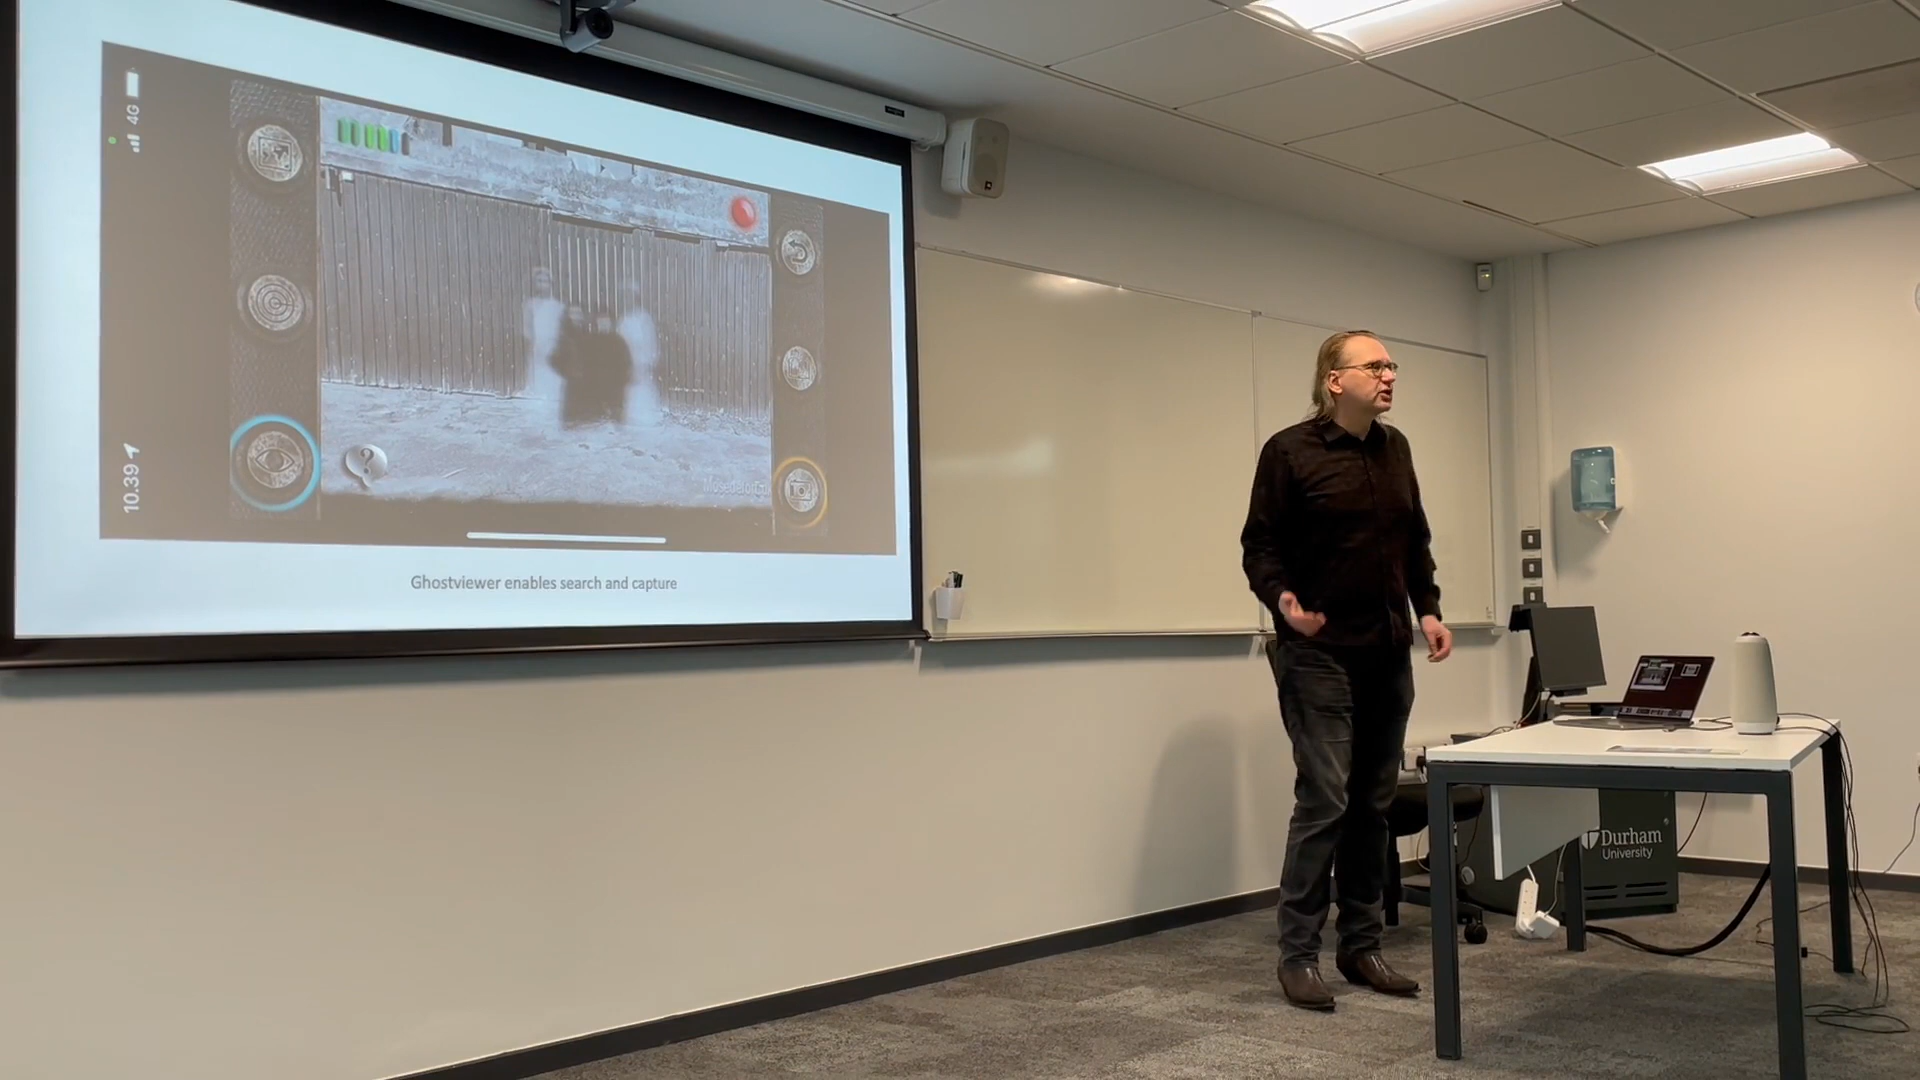 4G
10.39
?
Ghostviewer enables search and capture
Durham
University